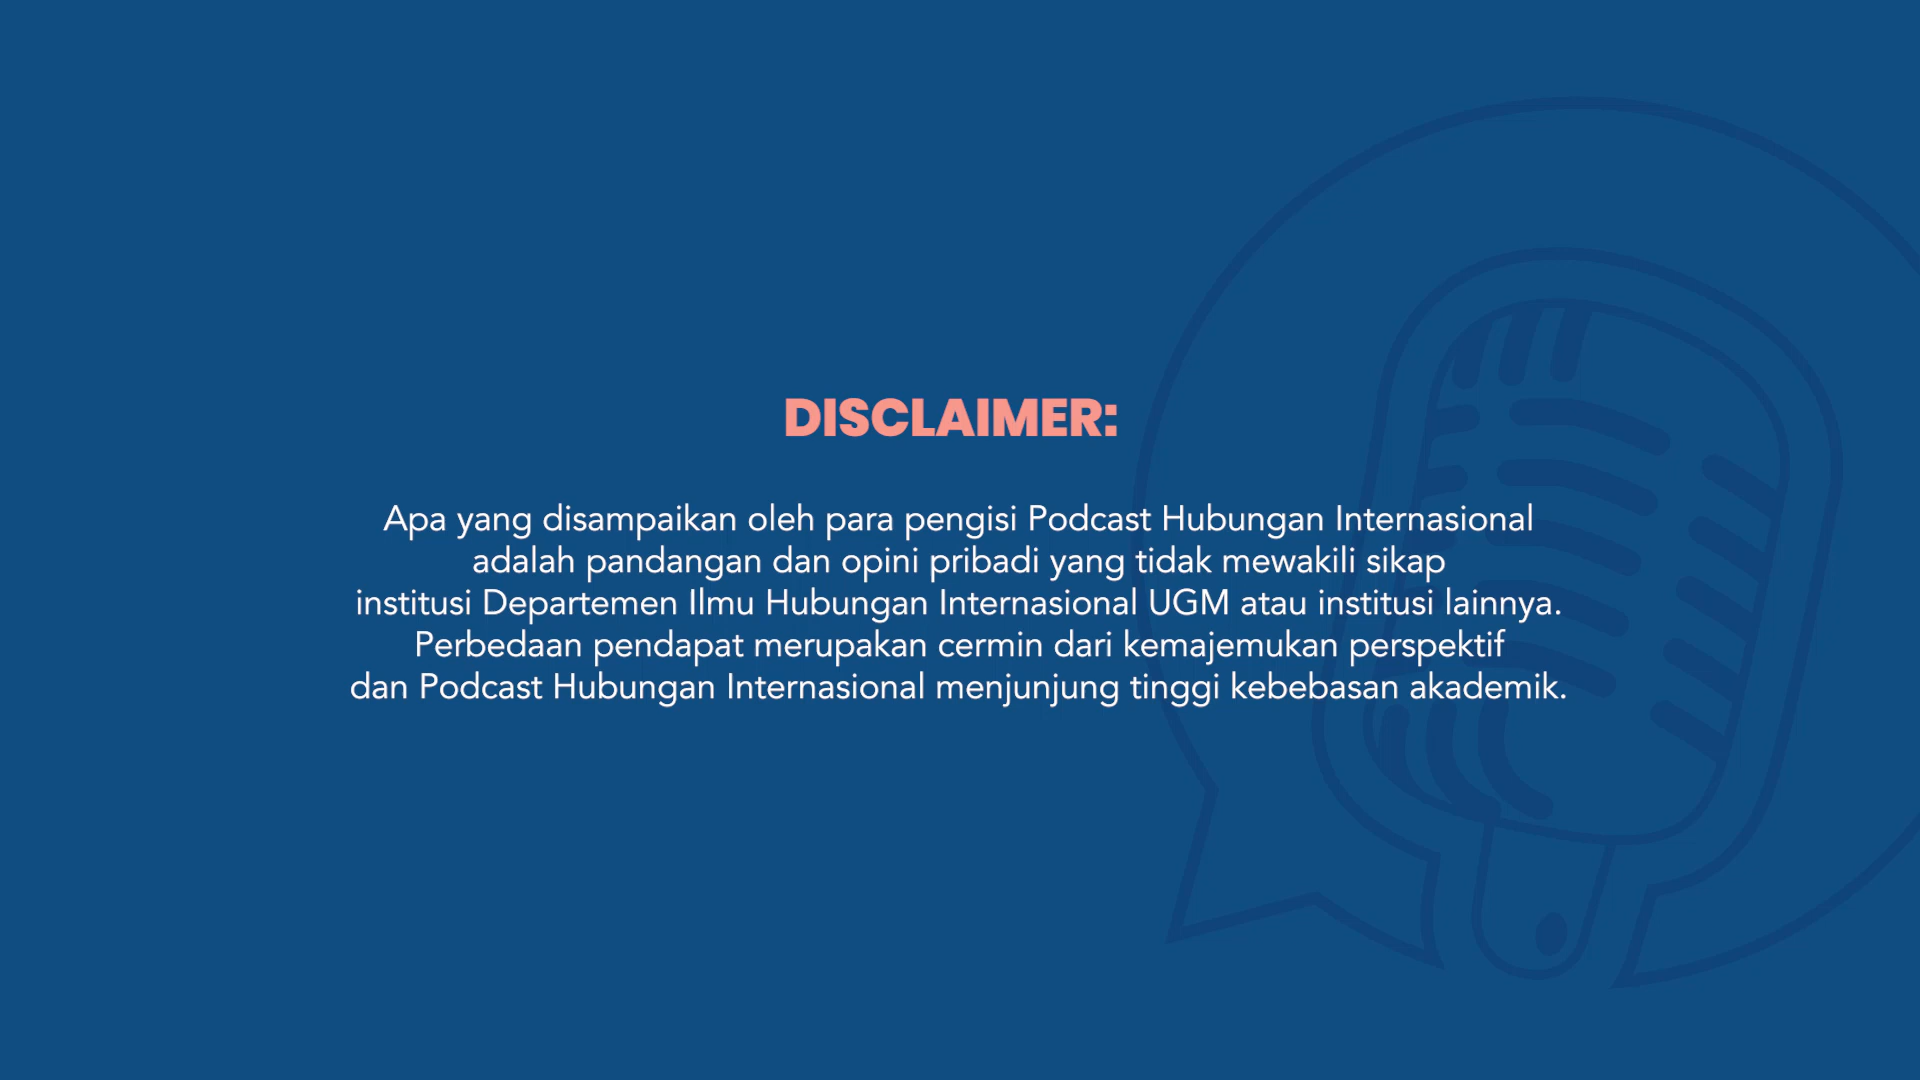 DISCLAIMER:
Apa yang disampaikan oleh para pengisi Podcast Hubungan Internasional
adalah pandangan dan opini pribadi yang tidak mewakili sikap
institusi Departemen Ilmu Hubungan Internasional UGM atau institusi lainnya.
Perbedaan pendapat merupakan cermin dari kemajemukan perspektif
dan Podcast Hubungan Internasional menjunjung tinggi kebebasan akademik.